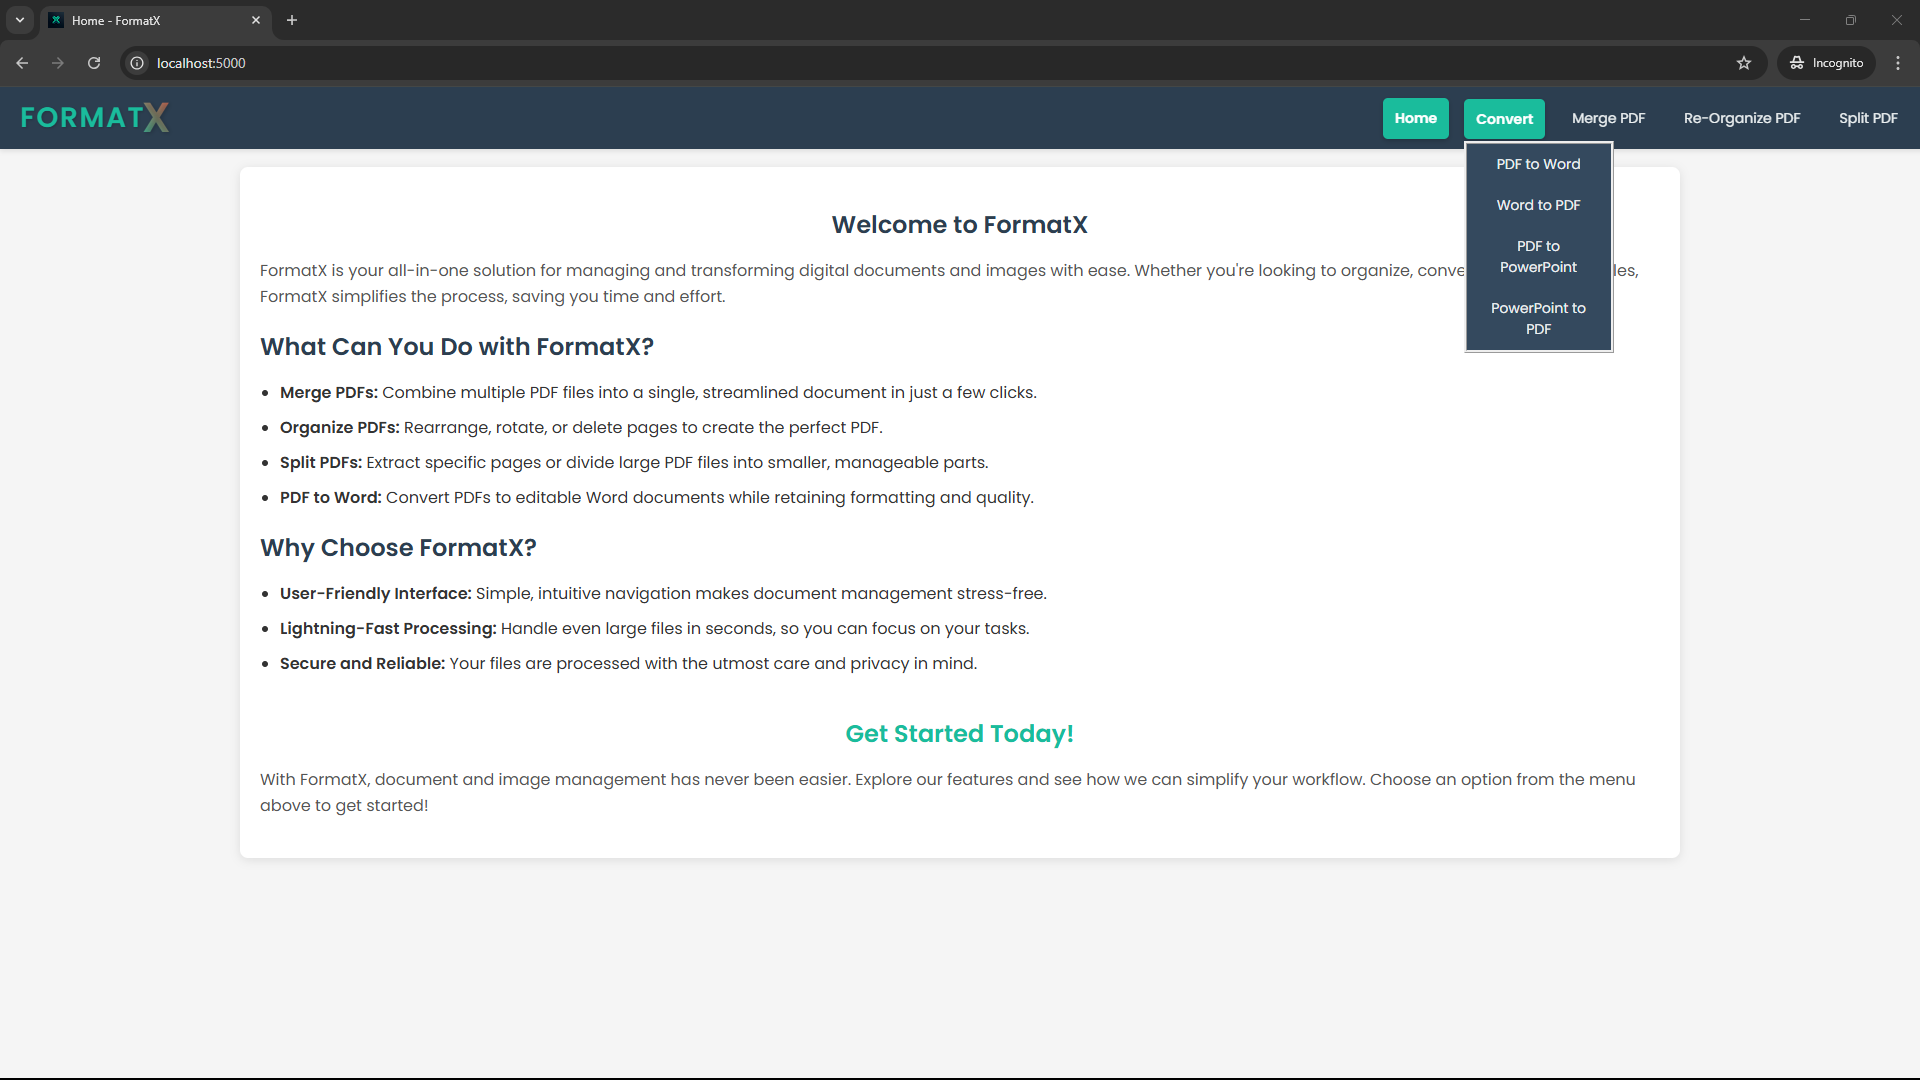 Home - FormatX
localhost:5000
Incognito
FORMATX
Home
Convert
Merge PDF
Re-Organize PDF
Split PDF
PDF to Word
Word to PDF
PDF to
PowerPoint
PowerPoint to
PDF
Welcome to FormatX
FormatX is your all-in-one solution for managing and transforming digital documents and images with ease. Whether you're looking to organize,
FormatX simplifies the process, saving you time and effort.
What Can You Do with FormatX?
Merge PDFs: Combine multiple PDF files into a single, streamlined document in just a few clicks.
Organize PDFs: Rearrange, rotate, or delete pages to create the perfect PDF.
Split PDFs: Extract specific pages or divide large PDF files into smaller, manageable parts.
PDF to Word: Convert PDFs to editable Word documents while retaining formatting and quality.
Why Choose FormatX?
User-Friendly Interface: Simple, intuitive navigation makes document management stress-free.
Lightning-Fast Processing: Handle even large files in seconds, so you can focus on your tasks.
Secure and Reliable: Your files are processed with the utmost care and privacy in mind.
Get Started Today!
With FormatX, document and image management has never been easier. Explore our features and see how we can simplify your workflow. Choose an option from the menu
above to get started!